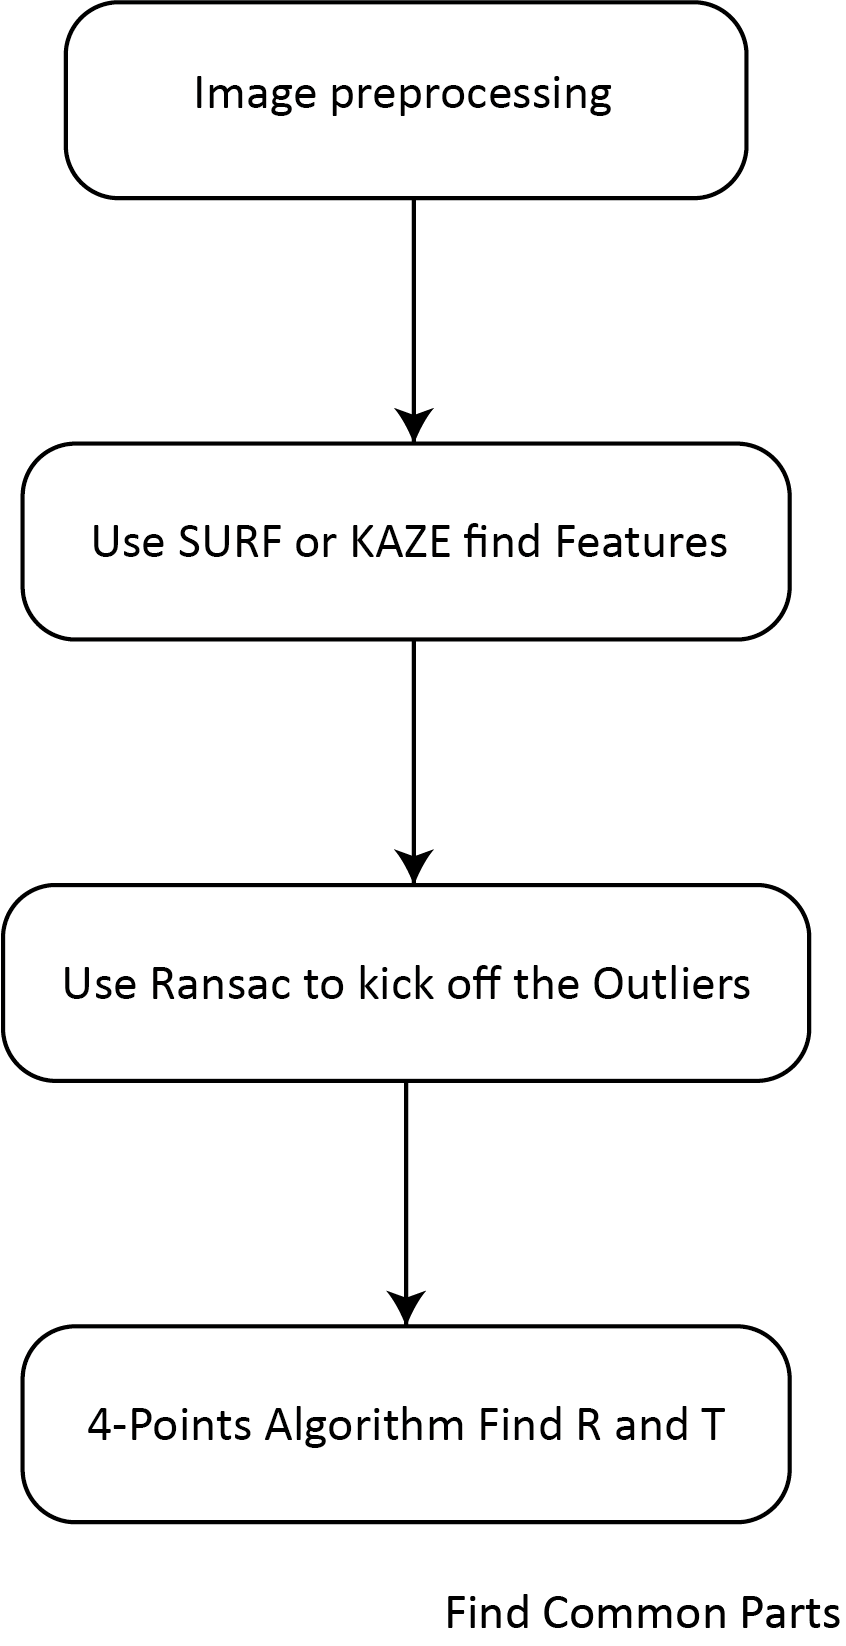 Image preprocessing
Use SURF or KAZE find Features
Use Ransac to kick off the Outliers
4-Points Algorithm Find R and T
Find Common Parts